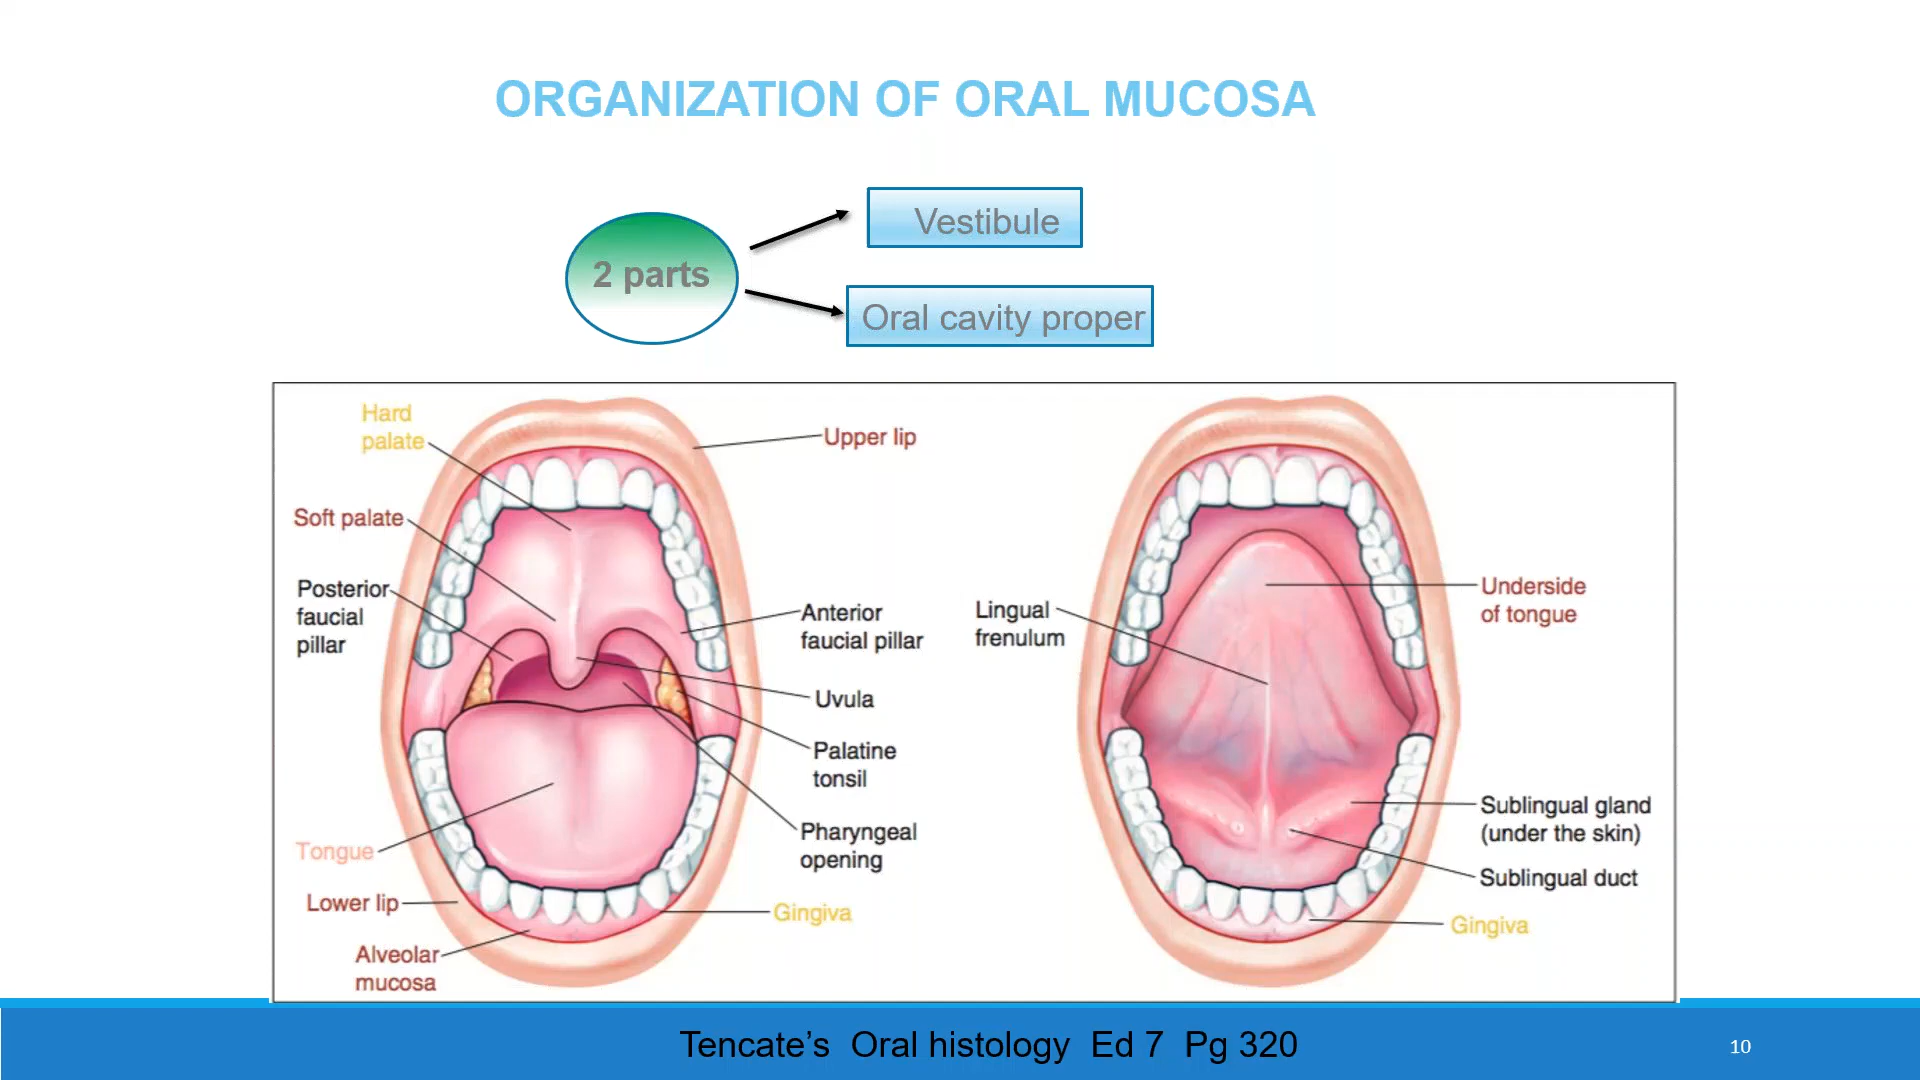 ORGANIZATION OF ORAL MUCOSA
2 parts
Vestibule
Oral cavity proper
Hard
palate
Upper lip
Soft palate
Posterior
faucial
pillar
Anterior
faucial pillar
Uvula
Palatine
tonsil
Pharyngeal
opening
Tongue
Lower lip
Gingiva
Alveolar
mucosa
Lingual
frenulum
Underside
of tongue
Sublingual gland
(under the skin)
Sublingual duct
Gingiva
Tencate’s Oral histology Ed 7 Pg 320
10